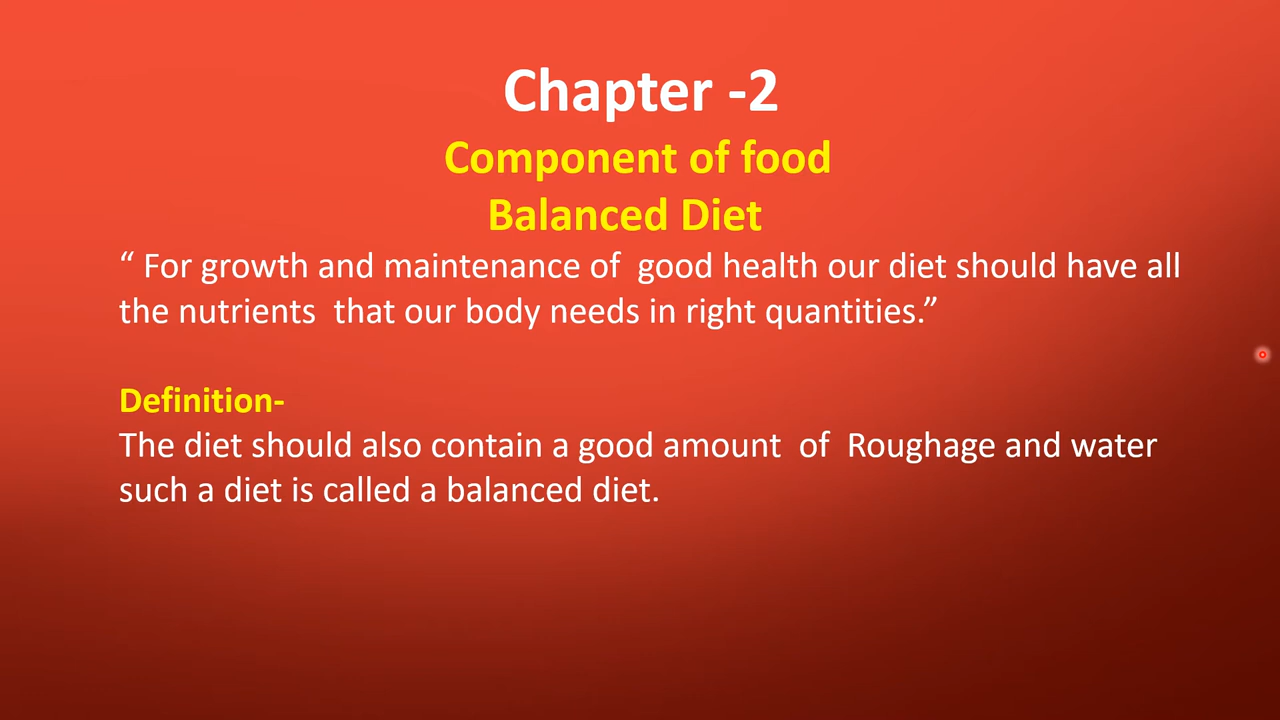 Chapter -2
Component of food
Balanced Diet
“ For growth and maintenance of  good health our diet should have all
the nutrients  that our body needs in right quantities.”
Definition-
The diet should also contain a good amount  of  Roughage and water
such a diet is called a balanced diet.